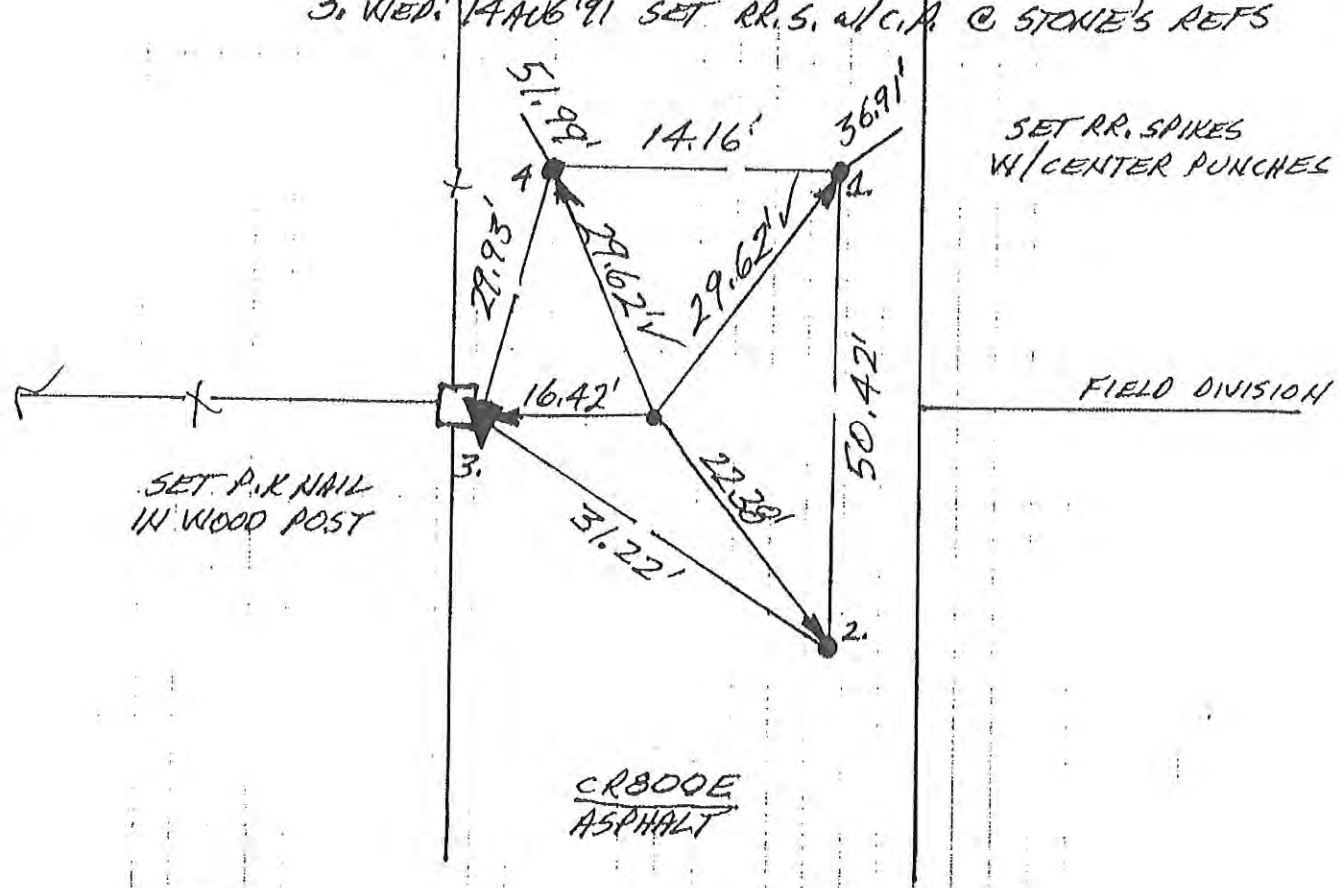 3. WED. 14 AUG '91 SET RR.S. W/C.P. @ STONE'S REFS
51.99'
14.16'
36.91'
SET RR. SPIKES
W/CENTER PUNCHES
4
1.
29.93'
29.62'✓
29.62'✓
50.42'
16.42'
FIELD DIVISION
3.
22.38'
SET P.K NAIL
IN WOOD POST
31.22'
2.
CR800E
ASPHALT